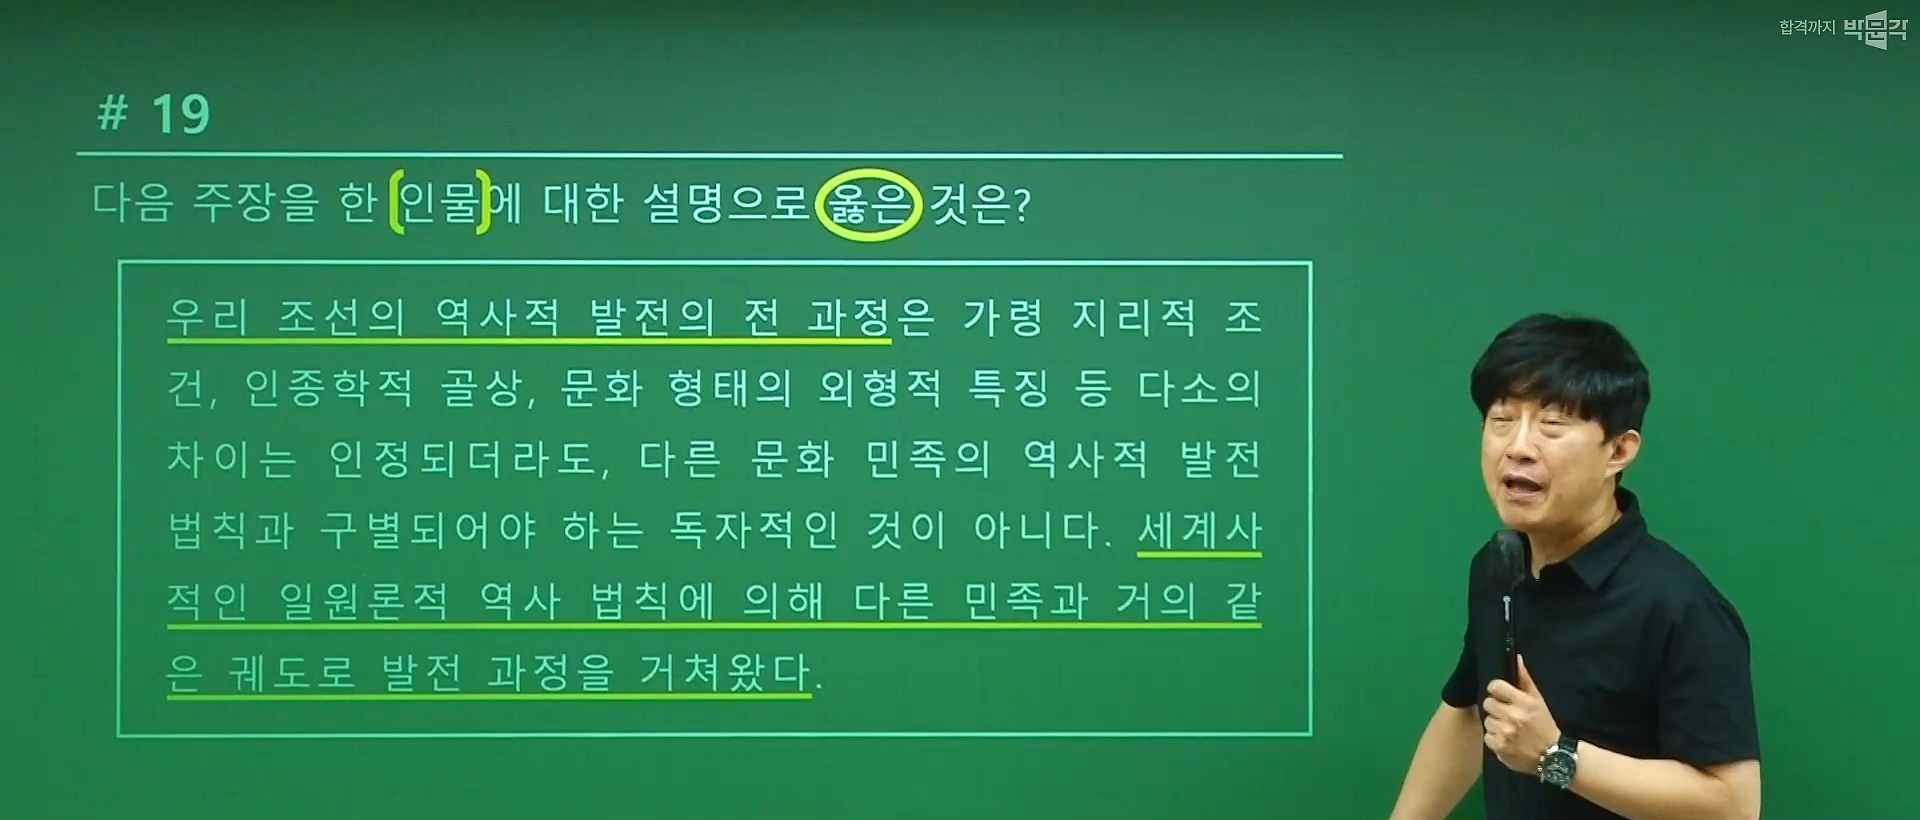 합격까지 박문각
# 19
다음 주장을 한 [인물]에 대한 설명으로 옳은 것은?
우리 조선의 역사적 발전의 전 과정은 가령 지리적 조
건, 인종학적 골상, 문화 형태의 외형적 특징 등 다소의
차이는 인정되더라도, 다른 문화 민족의 역사적 발전
법칙과 구별되어야 하는 독자적인 것이 아니다. 세계사
적인 일원론적 역사 법칙에 의해 다른 민족과 거의 같
은 궤도로 발전 과정을 거쳐왔다.